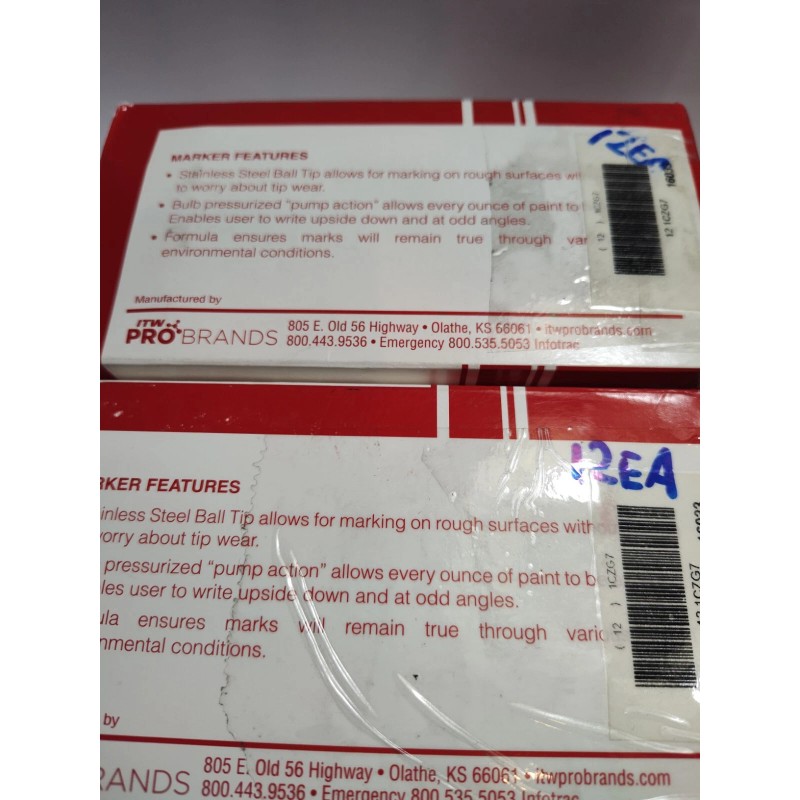 12EA
MARKER FEATURES
• Stainless Steel Ball Tip allows for marking on rough surfaces
to worry about tip wear.
• Bulb pressurized "pump action" allows every ounce of paint to
Enables user to write upside down and at odd angles.
• Formula ensures marks will remain true through
environmental conditions.
( 12 ) 1CZG7
12 1CZG7
Manufactured by
ITW
PRO BRANDS
805 E. Old 56 Highway • Olathe, KS 66061 • itwprobrands.com
800.443.9536 • Emergency 800.535.5053 Infotrac
12EA
RKER FEATURES
inless Steel Ball Tip allows for marking on rough surfaces
worry about tip wear.
pressurized "pump action" allows every ounce of paint to b
les user to write upside down and at odd angles.
ula ensures marks will remain true through vario
nmental conditions.
( 12 ) 1CZG7
12 1CZG7
by
RANDS
805 E. Old 56 Highway • Olathe, KS 66061 • itwprobrands.com
800.443.9536 • Emergency 800.535.5053 Infotrac